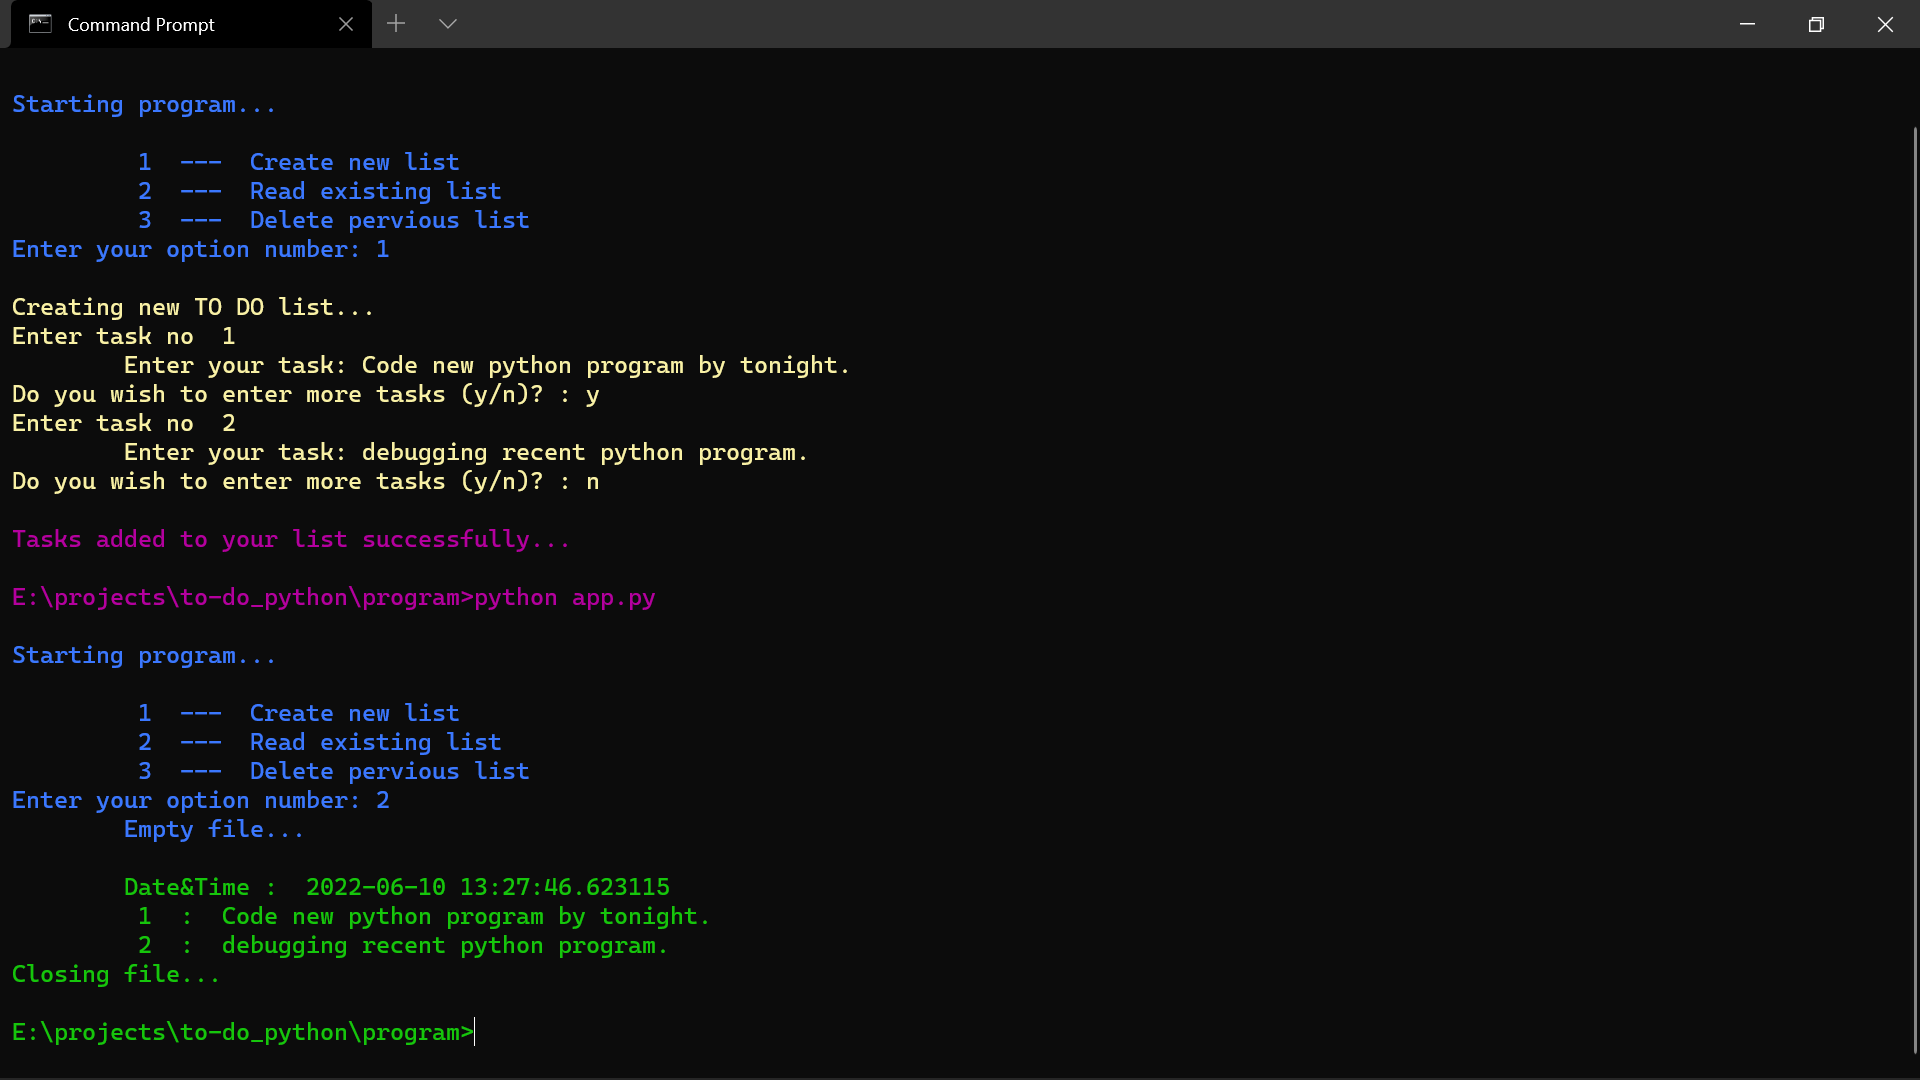 Command Prompt
Starting program...
1  ---  Create new list
2  ---  Read existing list
3  ---  Delete pervious list
Enter your option number: 1
Creating new TO DO list...
Enter task no  1
Enter your task: Code new python program by tonight.
Do you wish to enter more tasks (y/n)? : y
Enter task no  2
Enter your task: debugging recent python program.
Do you wish to enter more tasks (y/n)? : n
Tasks added to your list successfully...
E:\projects\to-do_python\program>python app.py
Starting program...
1  ---  Create new list
2  ---  Read existing list
3  ---  Delete pervious list
Enter your option number: 2
Empty file...
Date&Time :  2022-06-10 13:27:46.623115
1  :  Code new python program by tonight.
2  :  debugging recent python program.
Closing file...
E:\projects\to-do_python\program>